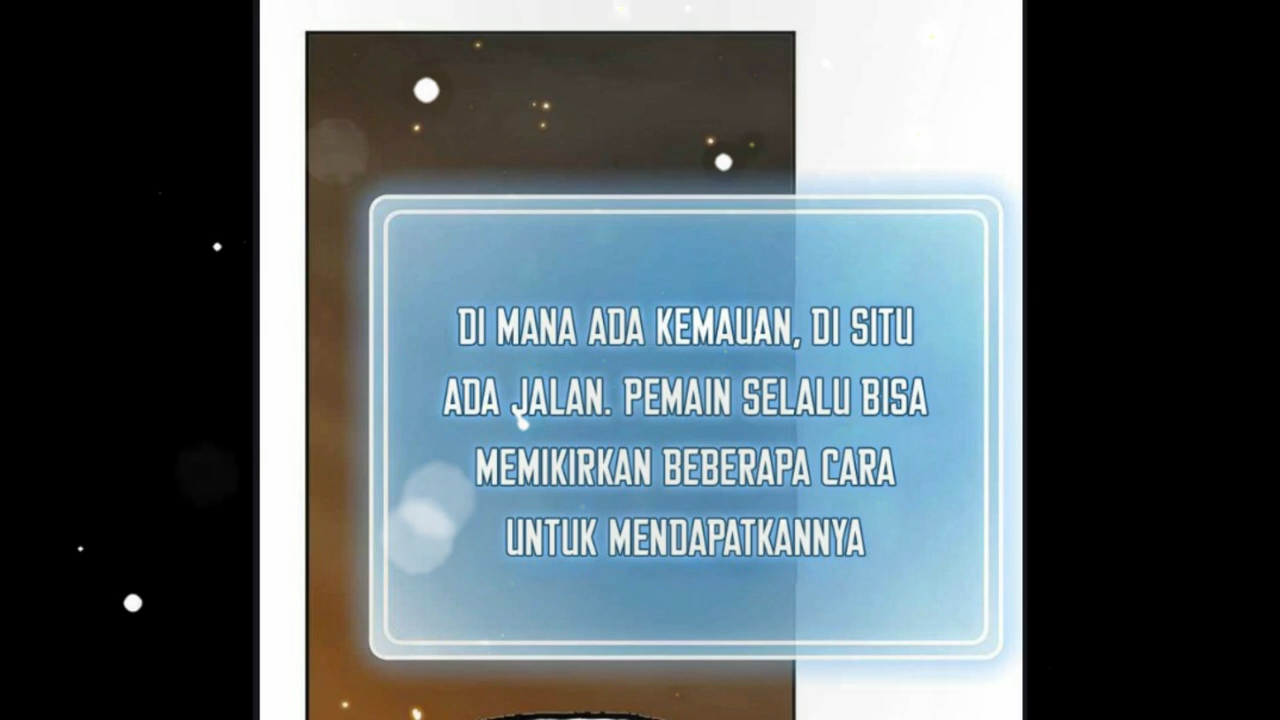 DI MANA ADA KEMAUAN, DI SITU
ADA JALAN. PEMAIN SELALU BISA
MEMIKIRKAN BEBERAPA CARA
UNTUK MENDAPATKANNYA